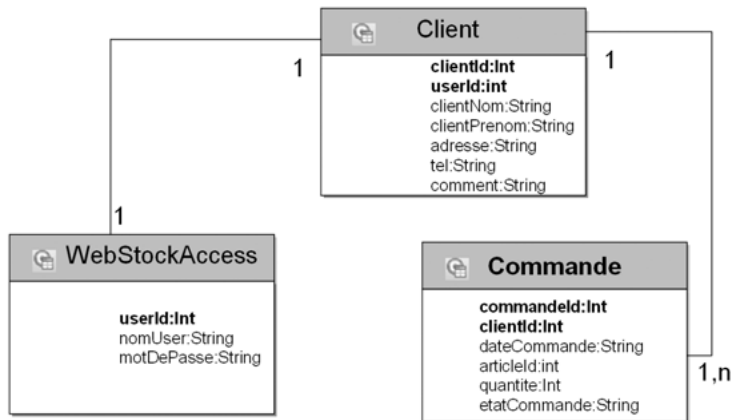 Client
clientId:Int
userId:int
clientNom:String
clientPrenom:String
adresse:String
tel:String
comment:String
1
1
1
WebStockAccess
userId:Int
nomUser:String
motDePasse:String
Commande
commandeId:Int
clientId:Int
dateCommande:String
articleId:int
quantite:Int
etatCommande:String
1,n